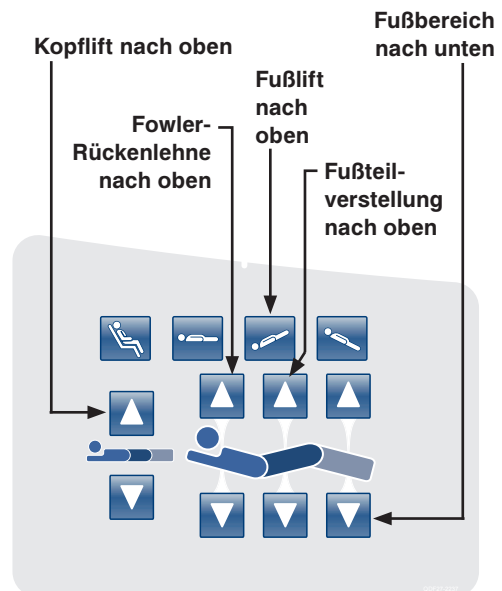 Fußbereich
nach unten
Kopflift nach oben
Fußlift
nach
oben
Fowler-
Rückenlehne
nach oben
Fußteil-
verstellung
nach oben